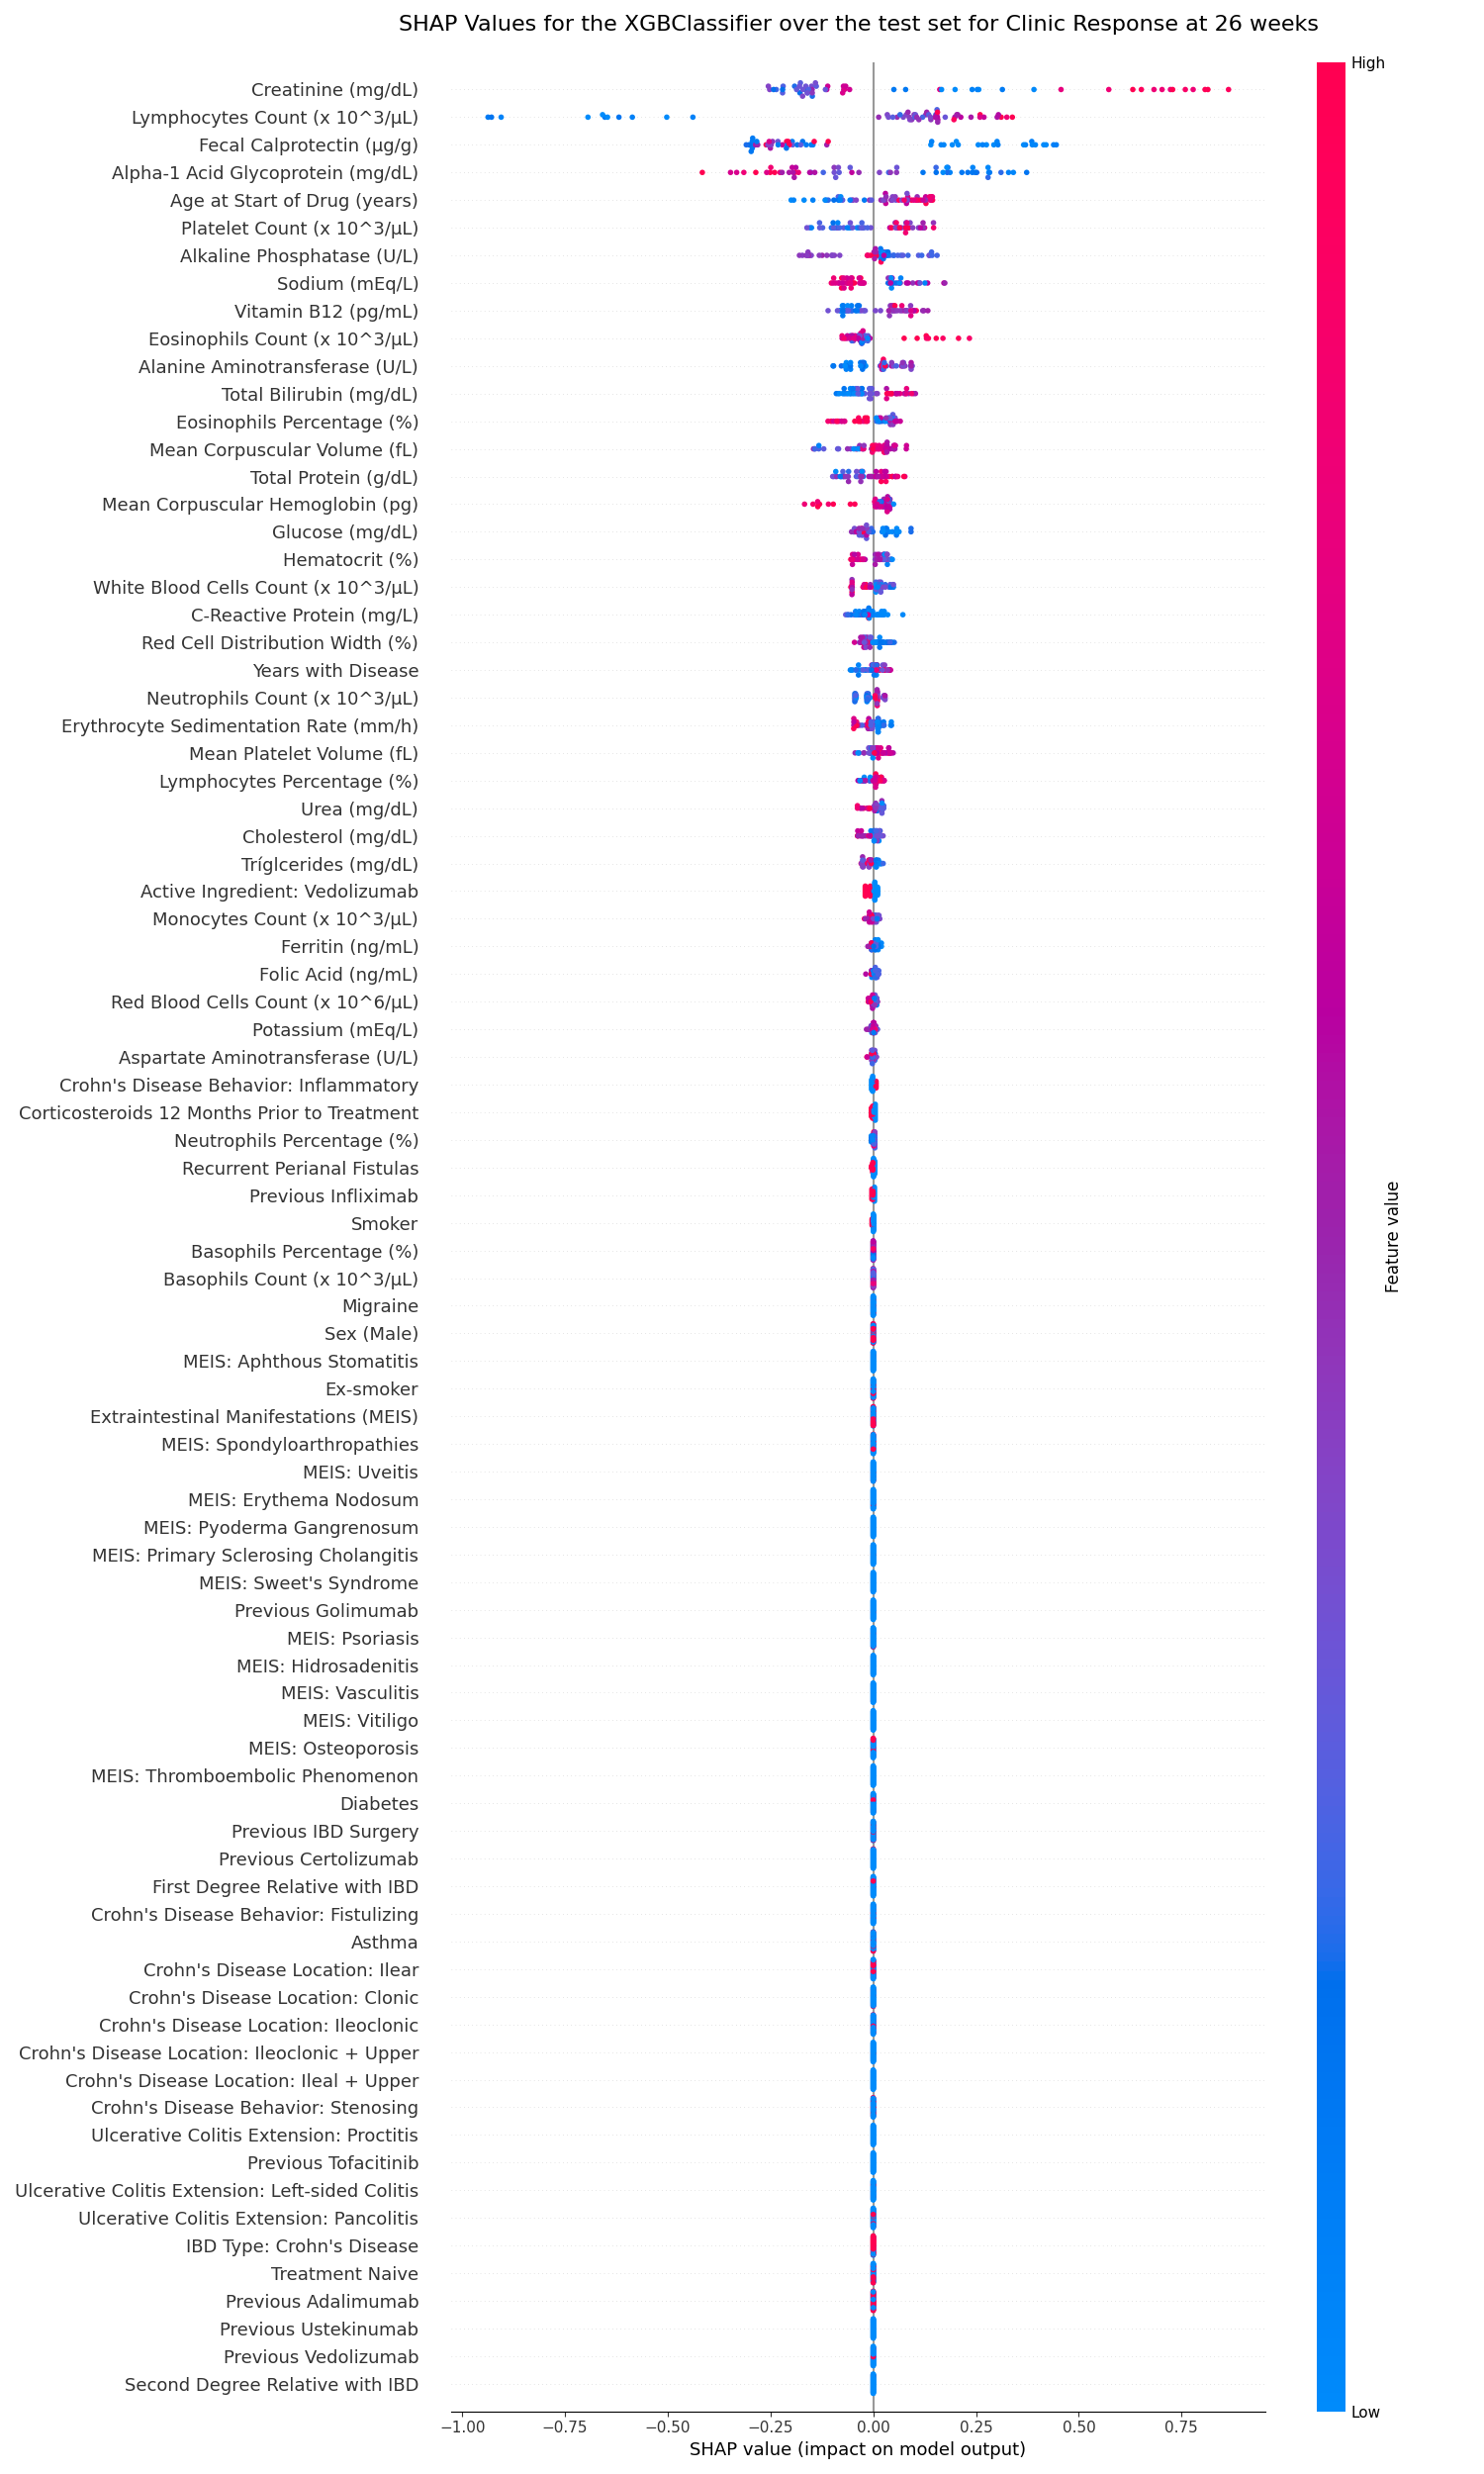 SHAP Values for the XGBClassifier over the test set for Clinic Response at 26 weeks
High
Creatinine (mg/dL)
Lymphocytes Count (x 10^3/µL)
Fecal Calprotectin (µg/g)
Alpha-1 Acid Glycoprotein (mg/dL)
Age at Start of Drug (years)
Platelet Count (x 10^3/µL)
Alkaline Phosphatase (U/L)
Sodium (mEq/L)
Vitamin B12 (pg/mL)
Eosinophils Count (x 10^3/µL)
Alanine Aminotransferase (U/L)
Total Bilirubin (mg/dL)
Eosinophils Percentage (%)
Mean Corpuscular Volume (fL)
Total Protein (g/dL)
Mean Corpuscular Hemoglobin (pg)
Glucose (mg/dL)
Hematocrit (%)
White Blood Cells Count (x 10^3/µL)
C-Reactive Protein (mg/L)
Red Cell Distribution Width (%)
Years with Disease
Neutrophils Count (x 10^3/µL)
Erythrocyte Sedimentation Rate (mm/h)
Mean Platelet Volume (fL)
Lymphocytes Percentage (%)
Urea (mg/dL)
Cholesterol (mg/dL)
Tríglcerides (mg/dL)
Active Ingredient: Vedolizumab
Monocytes Count (x 10^3/µL)
Ferritin (ng/mL)
Folic Acid (ng/mL)
Red Blood Cells Count (x 10^6/µL)
Potassium (mEq/L)
Aspartate Aminotransferase (U/L)
Crohn's Disease Behavior: Inflammatory
Corticosteroids 12 Months Prior to Treatment
Neutrophils Percentage (%)
Recurrent Perianal Fistulas
Previous Infliximab
Smoker
Basophils Percentage (%)
Basophils Count (x 10^3/µL)
Migraine
Sex (Male)
MEIS: Aphthous Stomatitis
Ex-smoker
Extraintestinal Manifestations (MEIS)
MEIS: Spondyloarthropathies
MEIS: Uveitis
MEIS: Erythema Nodosum
MEIS: Pyoderma Gangrenosum
MEIS: Primary Sclerosing Cholangitis
MEIS: Sweet's Syndrome
Previous Golimumab
MEIS: Psoriasis
MEIS: Hidrosadenitis
MEIS: Vasculitis
MEIS: Vitiligo
MEIS: Osteoporosis
MEIS: Thromboembolic Phenomenon
Diabetes
Previous IBD Surgery
Previous Certolizumab
First Degree Relative with IBD
Crohn's Disease Behavior: Fistulizing
Asthma
Crohn's Disease Location: Ilear
Crohn's Disease Location: Clonic
Crohn's Disease Location: Ileoclonic
Crohn's Disease Location: Ileoclonic + Upper
Crohn's Disease Location: Ileal + Upper
Crohn's Disease Behavior: Stenosing
Ulcerative Colitis Extension: Proctitis
Previous Tofacitinib
Ulcerative Colitis Extension: Left-sided Colitis
Ulcerative Colitis Extension: Pancolitis
IBD Type: Crohn's Disease
Treatment Naive
Previous Adalimumab
Previous Ustekinumab
Previous Vedolizumab
Second Degree Relative with IBD
Feature value
Low
−1.00 −0.75 −0.50 −0.25 0.00 0.25 0.50 0.75
SHAP value (impact on model output)